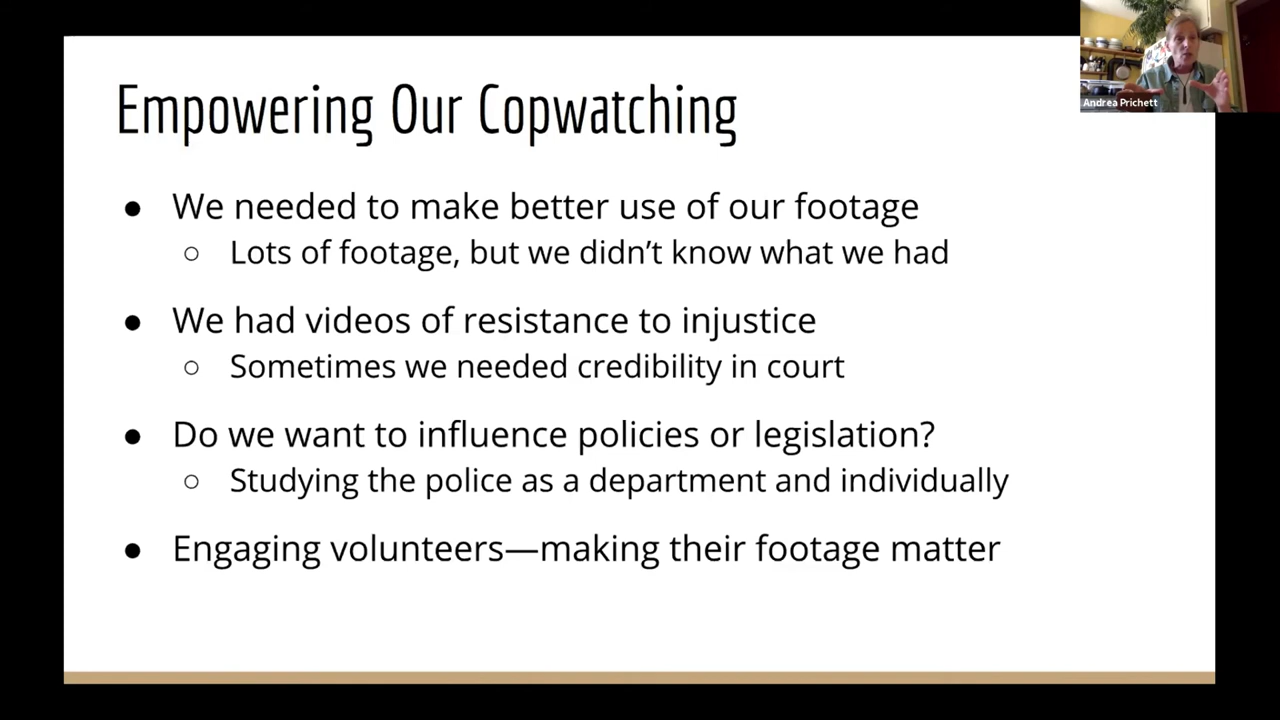 Empowering Our Copwatching
Andrea Prichett
● We needed to make better use of our footage
○ Lots of footage, but we didn’t know what we had
● We had videos of resistance to injustice
○ Sometimes we needed credibility in court
● Do we want to influence policies or legislation?
○ Studying the police as a department and individually
● Engaging volunteers—making their footage matter